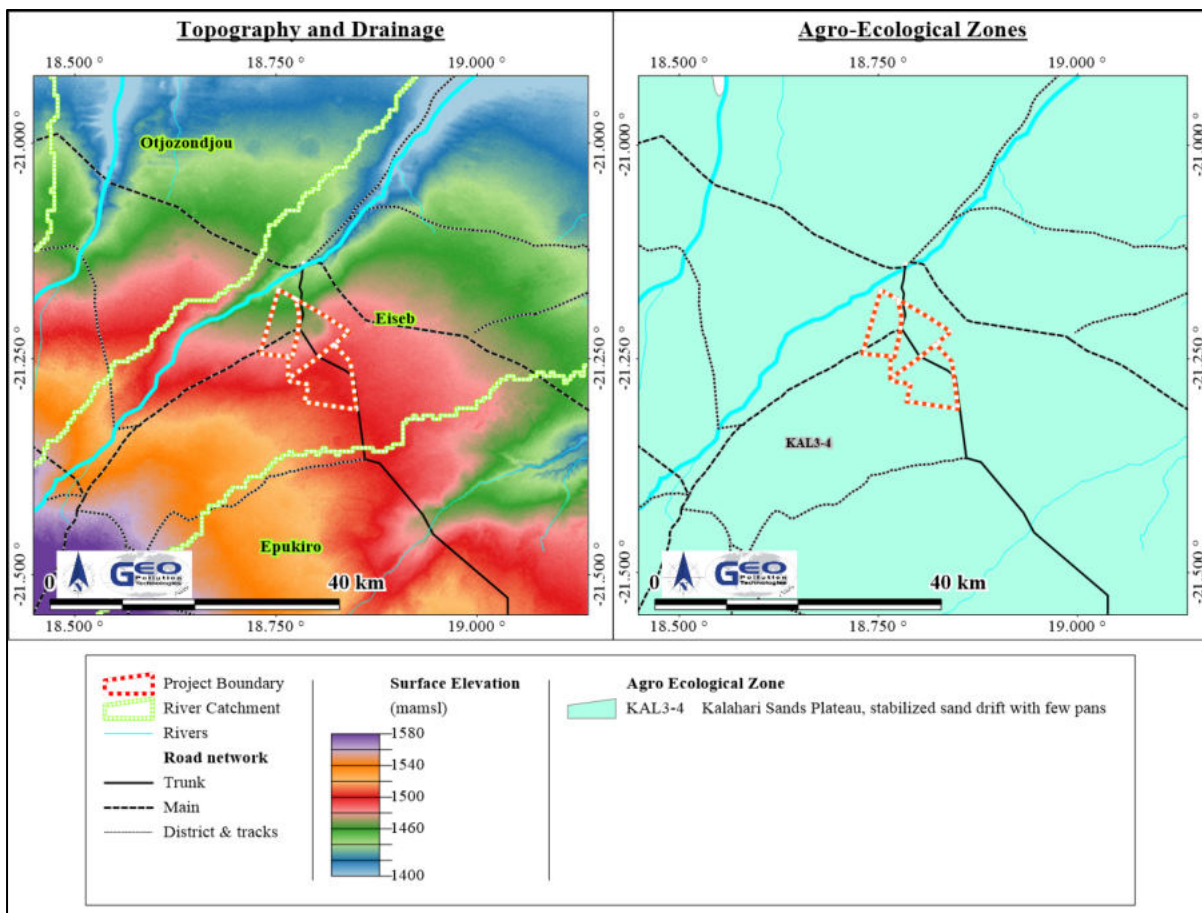 Topography and Drainage
18.500 ° 18.750 ° 19.000 °
-21.000 °
-21.250 °
-21.500 °
Otjozondjou
Eiseb
Epukiro
GEO
Pollution
Technologies
0 40 km
18.500 18.750 19.000
-21.000 °
-21.250 °
-21.500 °
Agro-Ecological Zones
18.500 ° 18.750 ° 19.000 °
-21.000 °
-21.250 °
-21.500 °
KAL3-4
GEO
Pollution
Technologies
0 40 km
18.500 18.750 19.000
-21.000 °
-21.250 °
-21.500 °
Project Boundary
River Catchment
Rivers
Road network
Trunk
Main
District & tracks
Surface Elevation
(mamsl)
1580
1540
1500
1460
1400
Agro Ecological Zone
KAL3-4 Kalahari Sands Plateau, stabilized sand drift with few pans